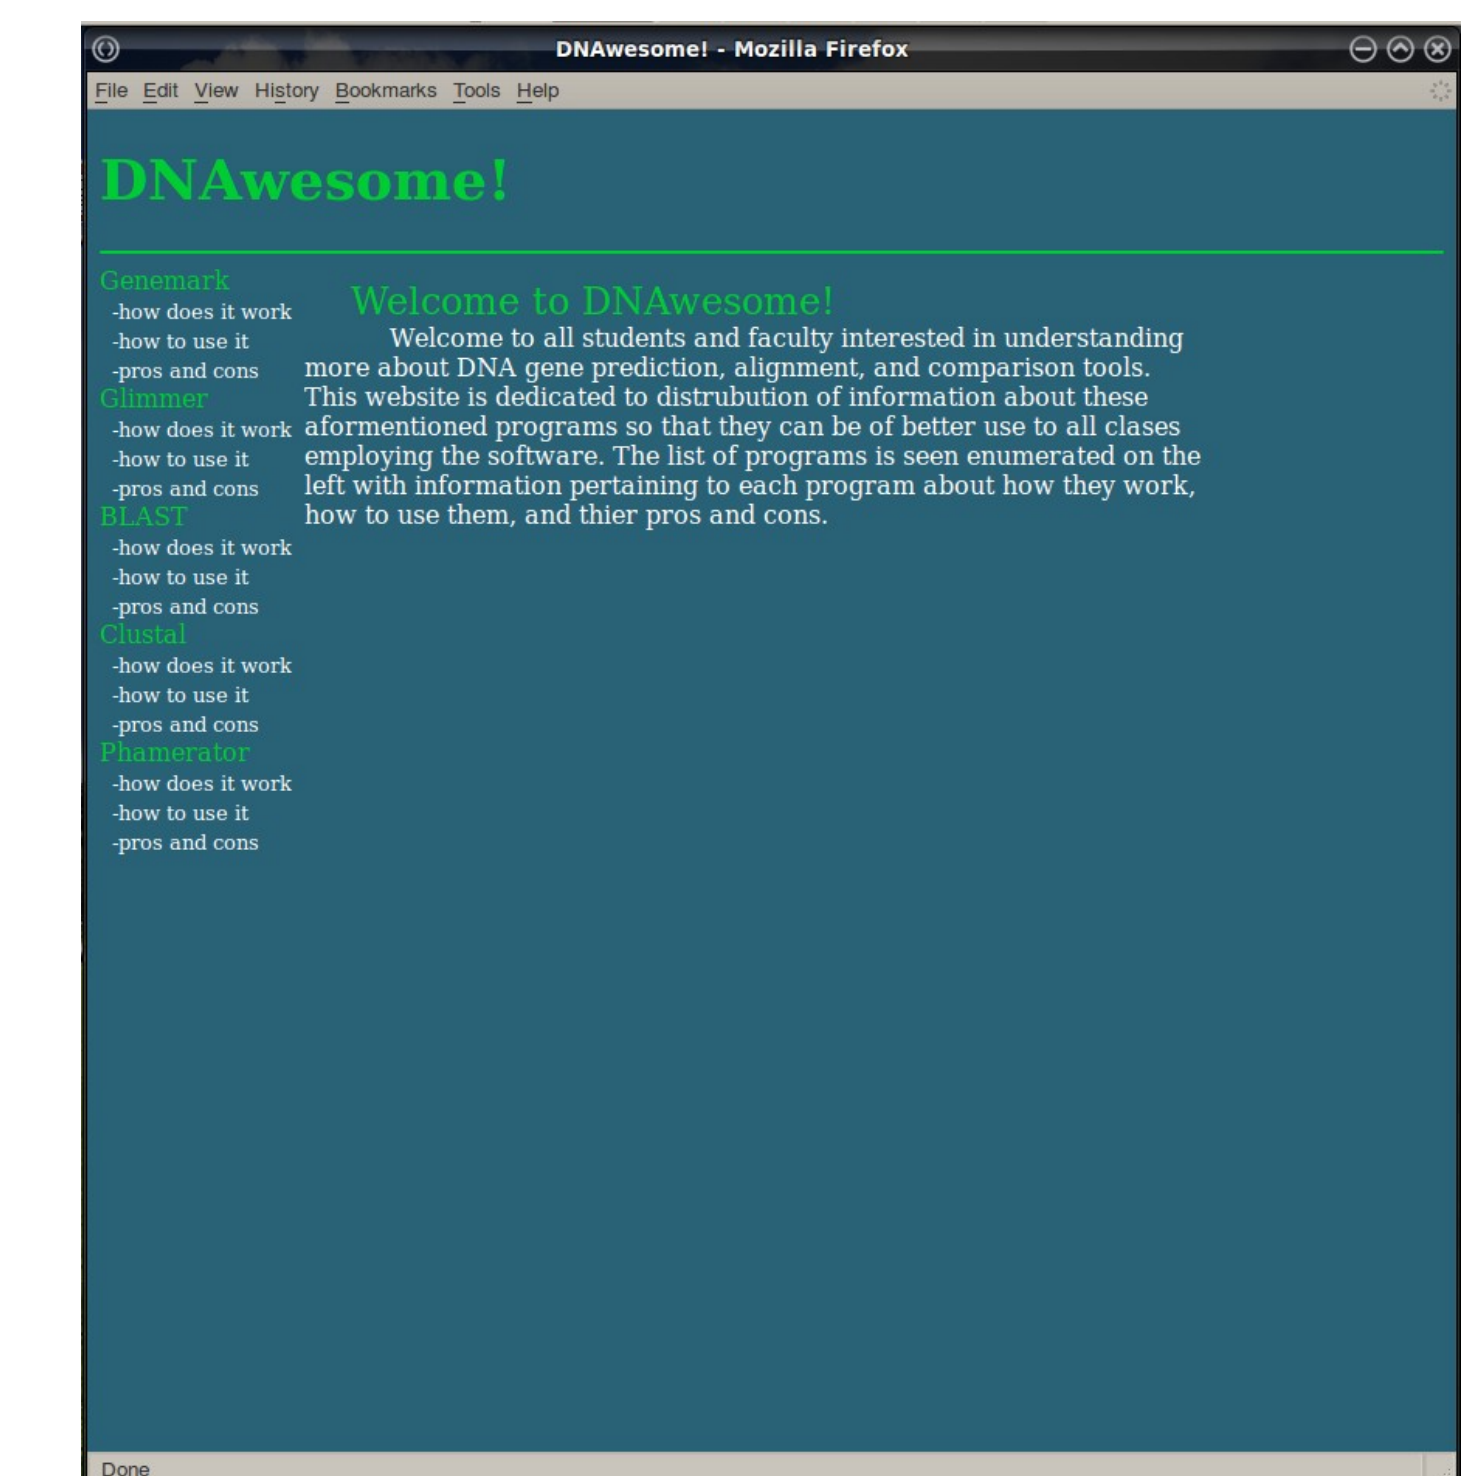 DNAwesome! - Mozilla Firefox
File Edit View History Bookmarks Tools Help
DNAwesome!
Genemark
-how does it work
-how to use it
-pros and cons
Glimmer
-how does it work
-how to use it
-pros and cons
BLAST
-how does it work
-how to use it
-pros and cons
Clustal
-how does it work
-how to use it
-pros and cons
Phamerator
-how does it work
-how to use it
-pros and cons
Welcome to DNAwesome!
Welcome to all students and faculty interested in understanding
more about DNA gene prediction, alignment, and comparison tools.
This website is dedicated to distrubution of information about these
aformentioned programs so that they can be of better use to all clases
employing the software. The list of programs is seen enumerated on the
left with information pertaining to each program about how they work,
how to use them, and thier pros and cons.
Done